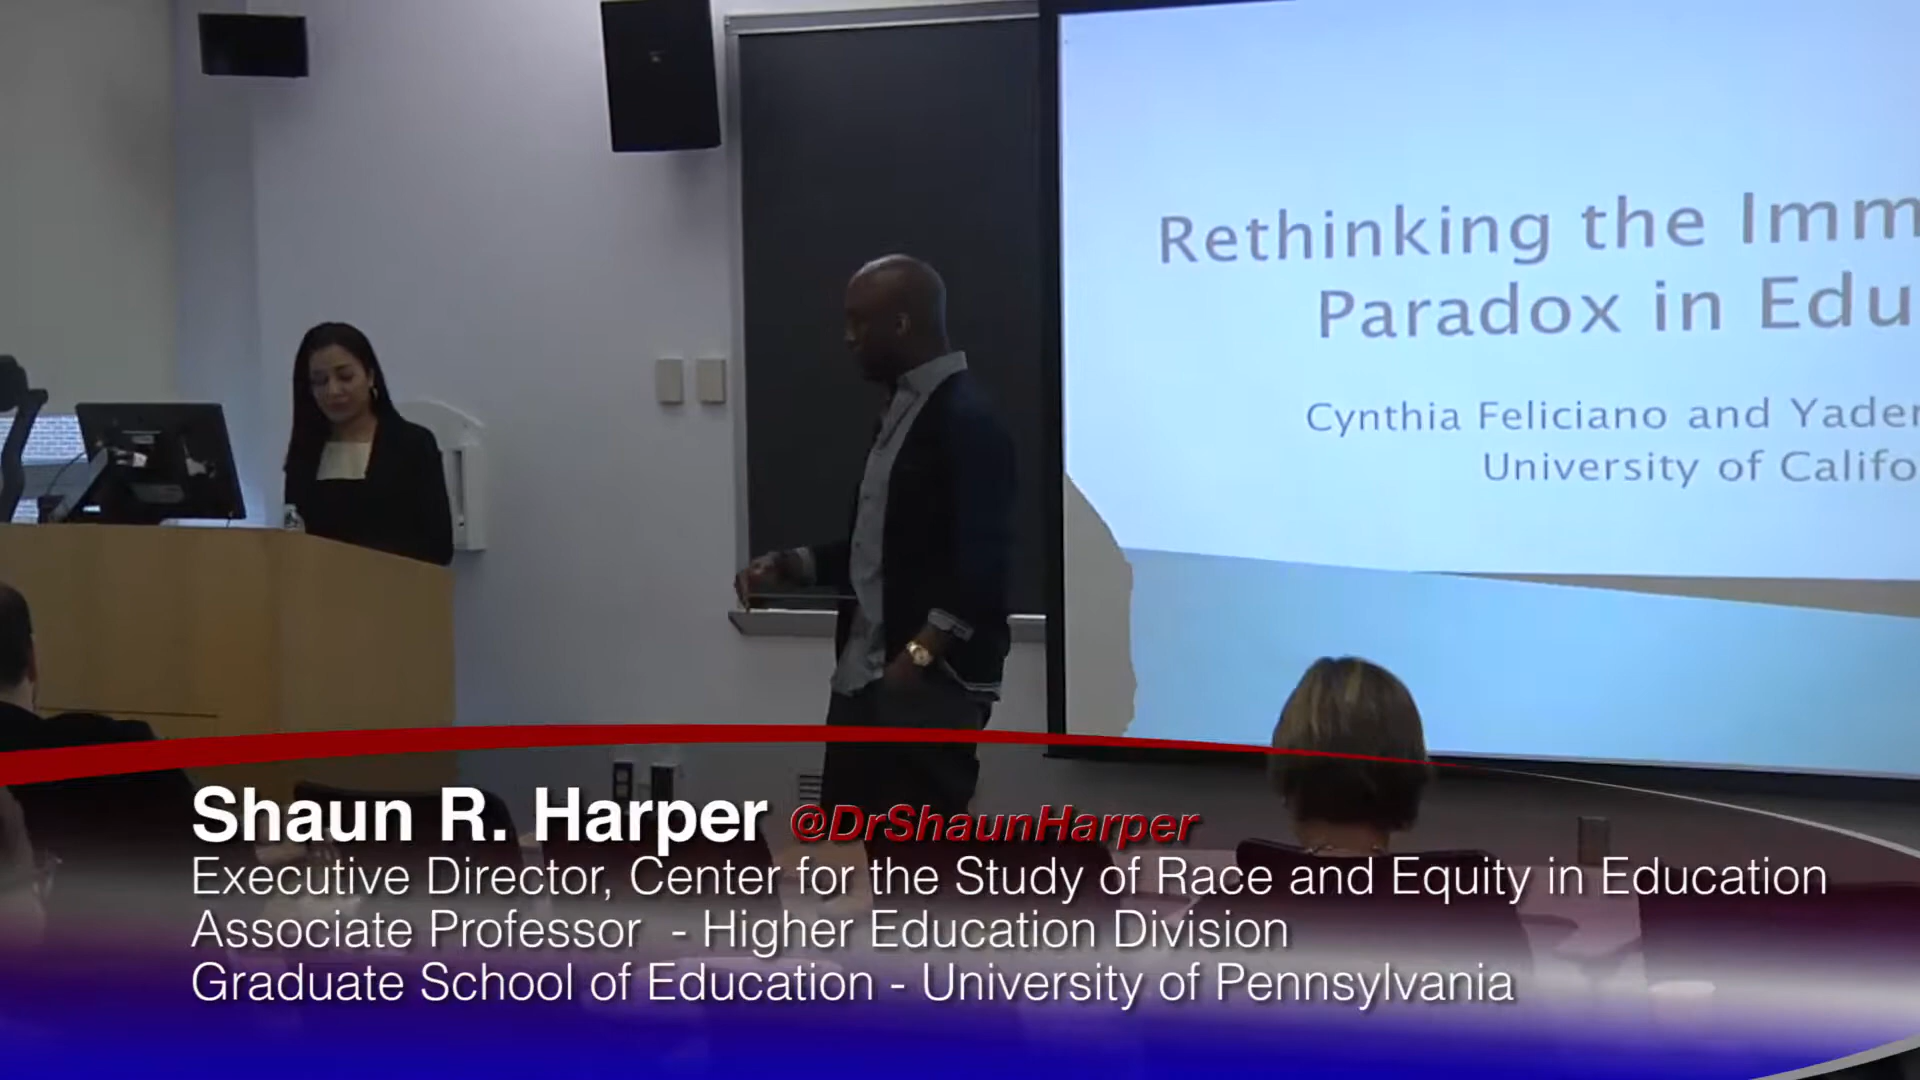 Rethinking the Imm
Paradox in Edu
Cynthia Feliciano and Yader
University of Califo
Shaun R. Harper @DrShaunHarper
Executive Director, Center for the Study of Race and Equity in Education
Associate Professor - Higher Education Division
Graduate School of Education - University of Pennsylvania